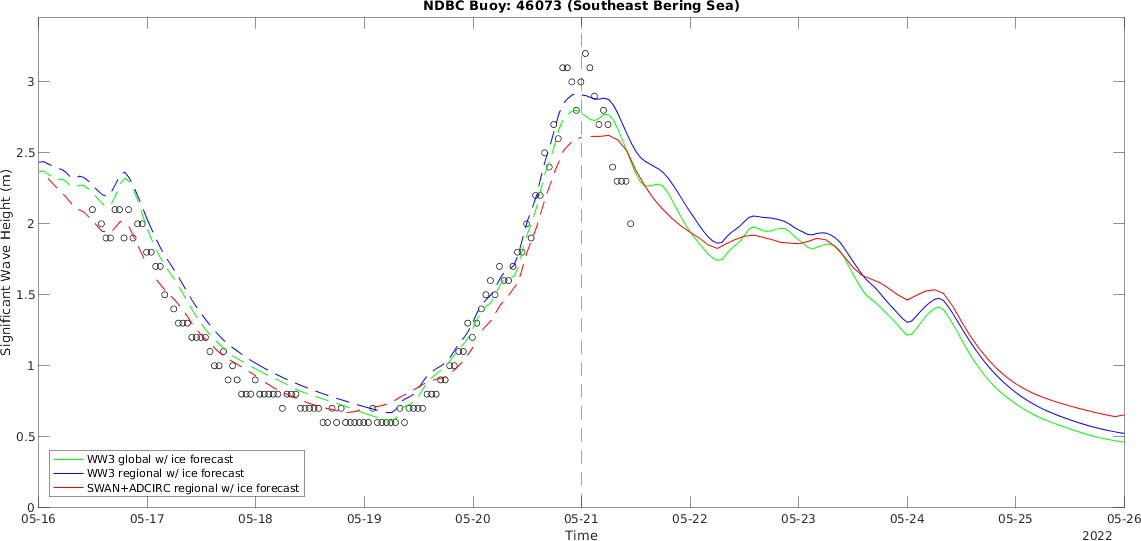 NDBC Buoy: 46073 (Southeast Bering Sea)
Significant Wave Height (m)
3
2.5
2
1.5
1
0.5
0
WW3 global w/ ice forecast
WW3 regional w/ ice forecast
SWAN+ADCIRC regional w/ ice forecast
05-16 05-17 05-18 05-19 05-20 05-21 05-22 05-23 05-24 05-25 05-26
Time
2022